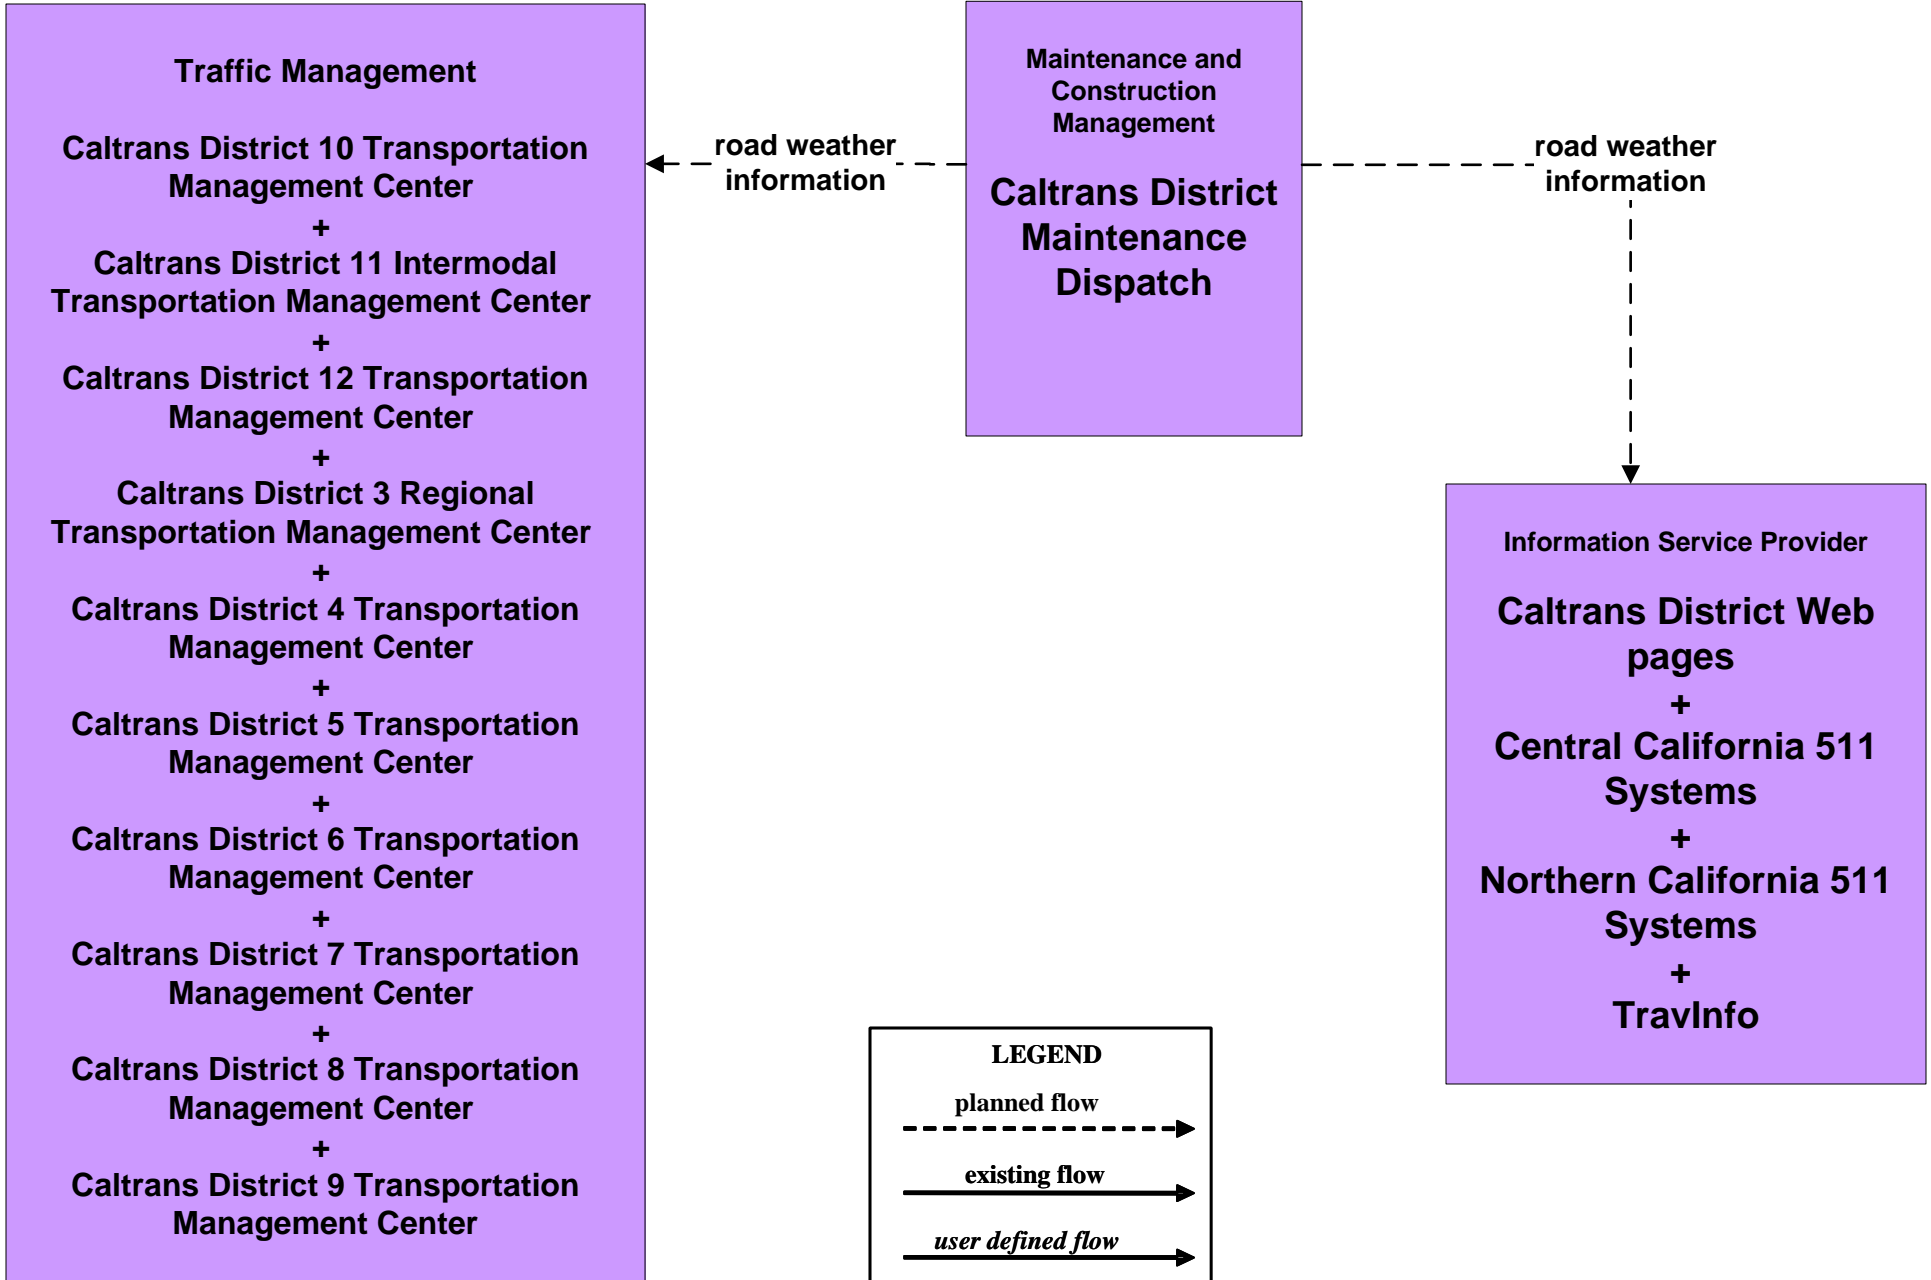 Traffic Management
Caltrans District 10 Transportation
Management Center
+
Caltrans District 11 Intermodal
Transportation Management Center
+
Caltrans District 12 Transportation
Management Center
+
Caltrans District 3 Regional
Transportation Management Center
+
Caltrans District 4 Transportation
Management Center
+
Caltrans District 5 Transportation
Management Center
+
Caltrans District 6 Transportation
Management Center
+
Caltrans District 7 Transportation
Management Center
+
Caltrans District 8 Transportation
Management Center
+
Caltrans District 9 Transportation
Management Center
road weather
information
Maintenance and
Construction
Management
Caltrans District
Maintenance
Dispatch
road weather
information
Information Service Provider
Caltrans District Web
pages
+
Central California 511
Systems
+
Northern California 511
Systems
+
TravInfo
LEGEND
planned flow
existing flow
user defined flow